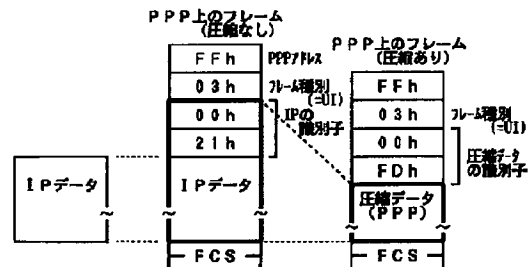 PPP上のフレーム
(圧縮なし)
FFh
PPPアドレス
03h
フレーム種別
(=UI)
00h
IPの
識別子
21h
IPデータ
IPデータ
FCS
PPP上のフレーム
(圧縮あり)
FFh
03h
フレーム種別
(=UI)
00h
圧縮データ
の識別子
FDh
圧縮データ
(PPP)
FCS